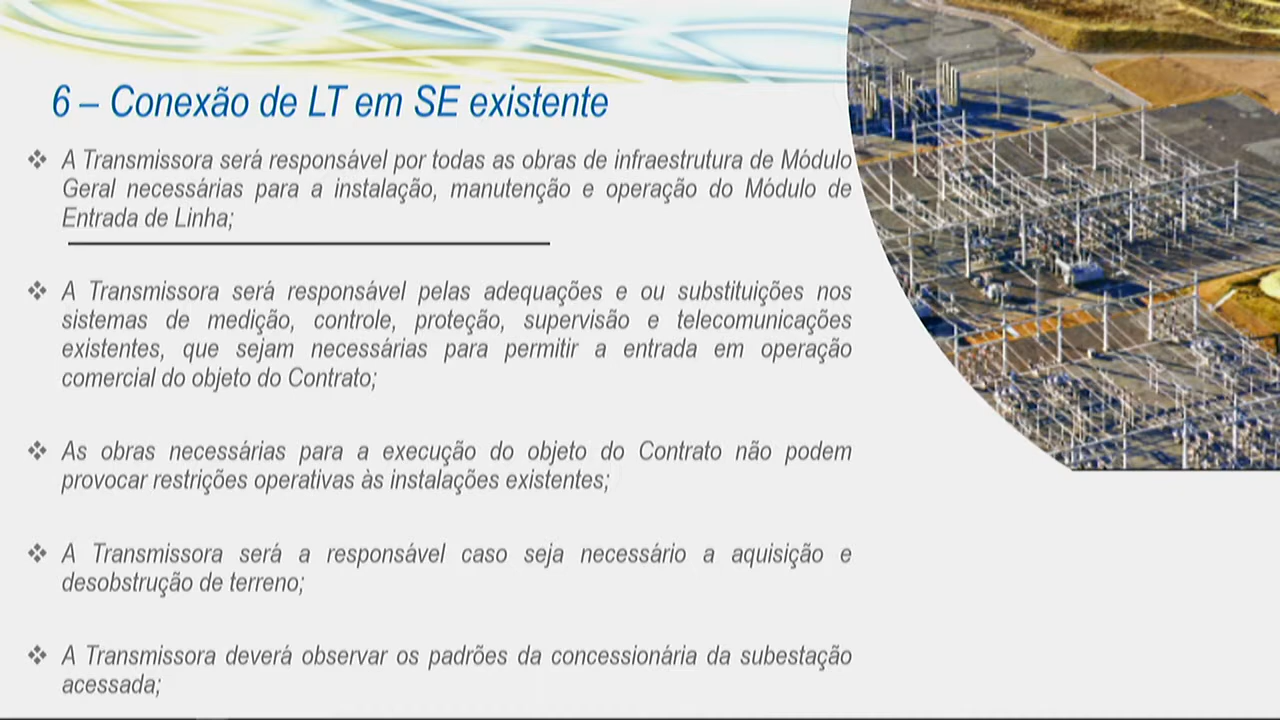 6 – Conexão de LT em SE existente
A Transmissora será responsável por todas as obras de infraestrutura de Módulo
Geral necessárias para a instalação, manutenção e operação do Módulo de
Entrada de Linha;
A Transmissora será responsável pelas adequações e ou substituições nos
sistemas de medição, controle, proteção, supervisão e telecomunicações
existentes, que sejam necessárias para permitir a entrada em operação
comercial do objeto do Contrato;
As obras necessárias para a execução do objeto do Contrato não podem
provocar restrições operativas às instalações existentes;
A Transmissora será a responsável caso seja necessário a aquisição e
desobstrução de terreno;
A Transmissora deverá observar os padrões da concessionária da subestação
acessada;